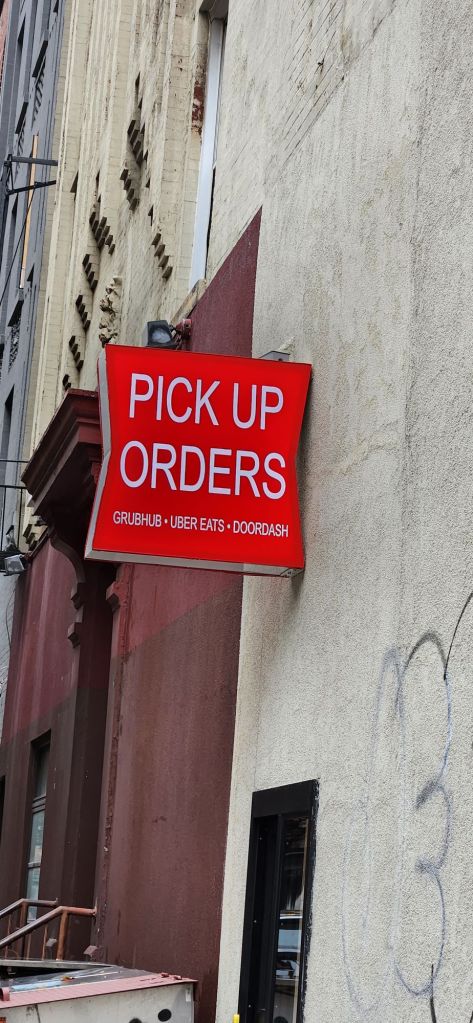 PICK UP
ORDERS
GRUBHUB • UBER EATS • DOORDASH